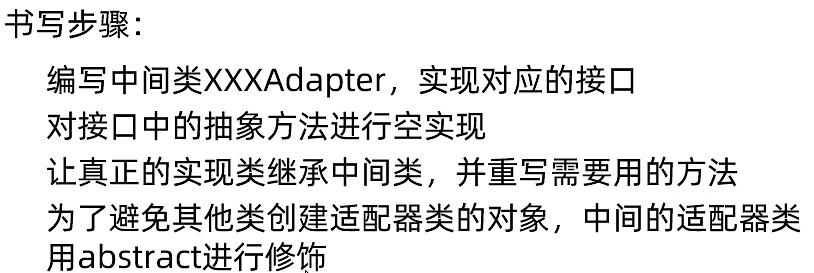 书写步骤：
编写中间类XXXAdapter，实现对应的接口
对接口中的抽象方法进行空实现
让真正的实现类继承中间类，并重写需要用的方法
为了避免其他类创建适配器类的对象，中间的适配器类
用abstract进行修饰